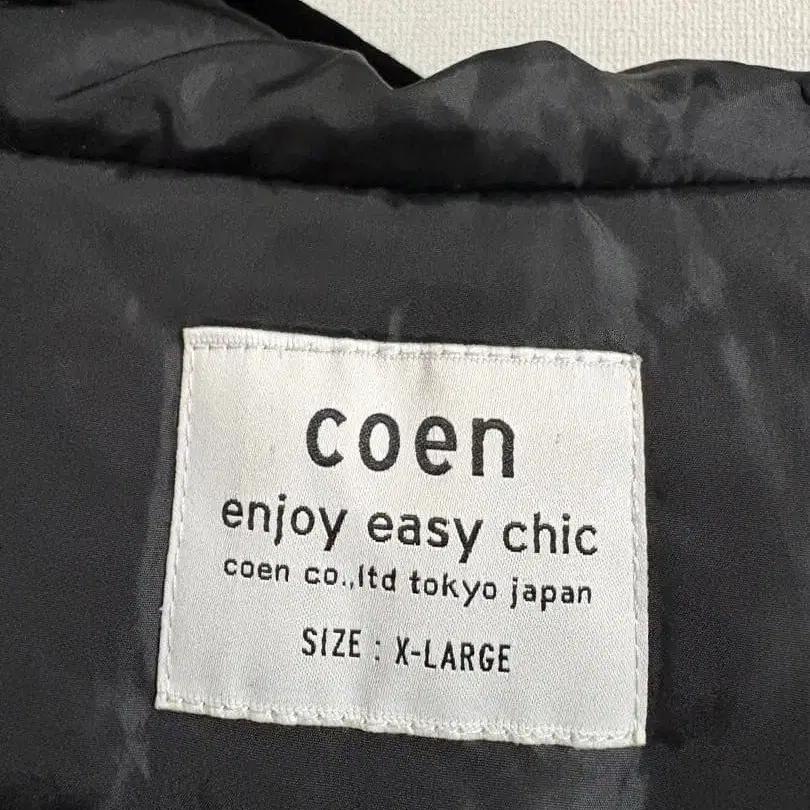 coen
enjoy easy chic
coen co.,ltd tokyo japan
SIZE : X-LARGE